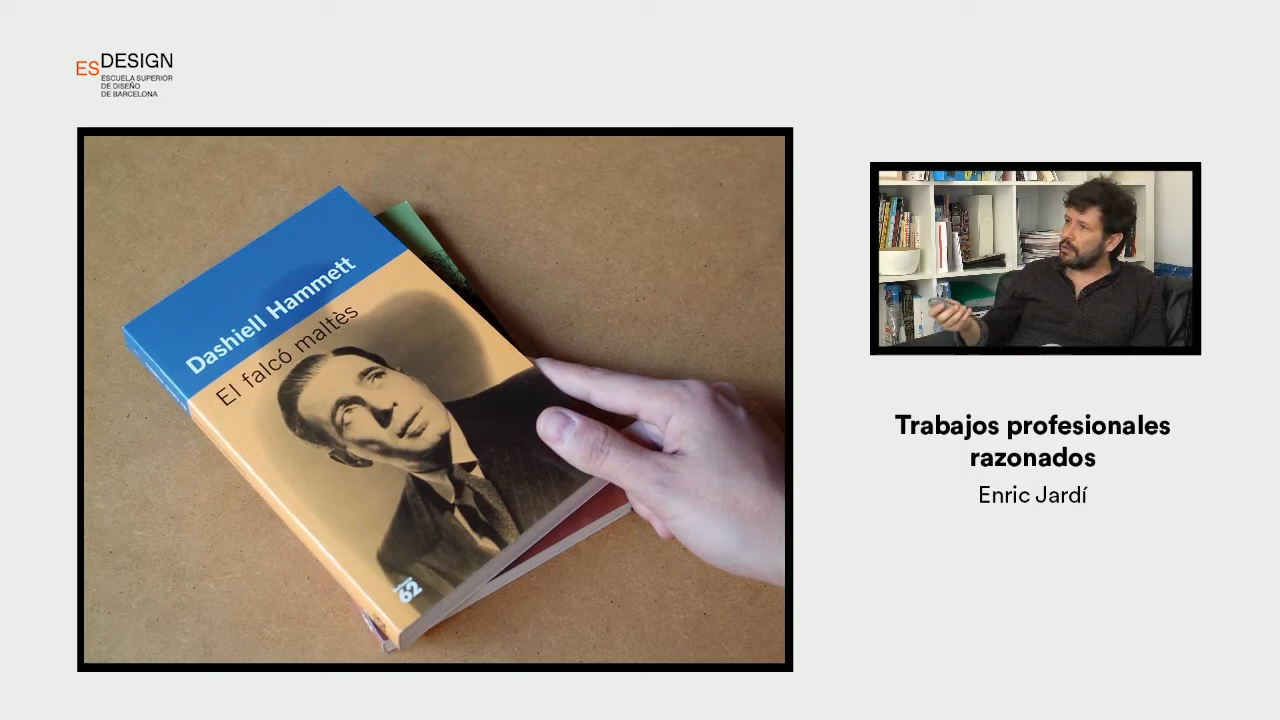 ESDESIGN
ESCUELA SUPERIOR
DE DISEÑO
DE BARCELONA
Dashiell Hammett
El falcó maltès
62
Trabajos profesionales
razonados
Enric Jardí